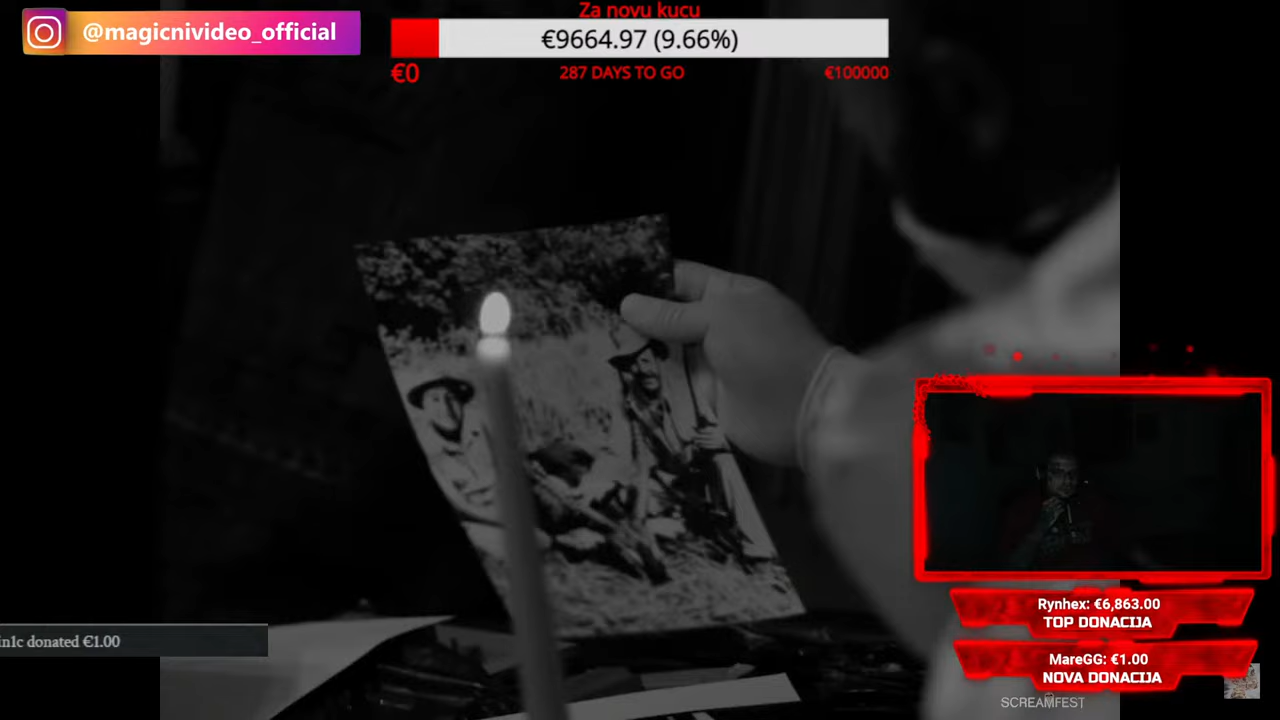 @magicnivideo_official
Za novu kucu
€9664.97 (9.66%)
€0
287 DAYS TO GO
€100000
in1c donated €1.00
Rynhex: €6,863.00
TOP DONACIJA
MareGG: €1.00
NOVA DONACIJA
SCREAMFEST